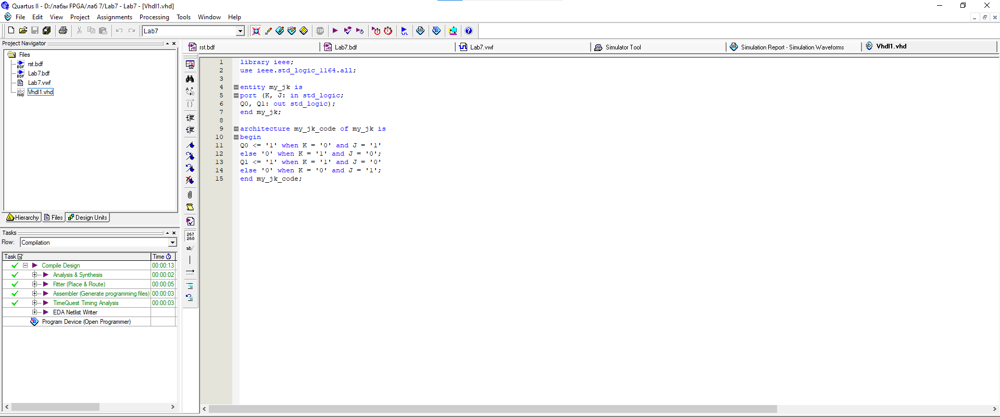 Quartus II - D:/лабы FPGA/лаб 7/Lab7 - Lab7 - [Vhdl1.vhd]
File Edit View Project Assignments Processing Tools Window Help
Lab7
Project Navigator
Files
rst.bdf
Lab7.bdf
Lab7.vwf
Vhdl1.vhd
Hierarchy Files Design Units
Tasks
Flow: Compilation
Task Time
Compile Design 00:00:13
Analysis & Synthesis 00:00:02
Fitter (Place & Route) 00:00:05
Assembler (Generate programming files) 00:00:03
TimeQuest Timing Analysis 00:00:03
EDA Netlist Writer
Program Device (Open Programmer)
rst.bdf Lab7.bdf Lab7.vwf Simulator Tool Simulation Report - Simulation Waveforms Vhdl1.vhd
267
268
ab/
1 library ieee;
2 use ieee.std_logic_1164.all;
3
4 entity my_jk is
5 port (K, J: in std_logic;
6 Q0, Q1: out std_logic);
7 end my_jk;
8
9 architecture my_jk_code of my_jk is
10 begin
11 Q0 <= '1' when K = '0' and J = '1'
12 else '0' when K = '1' and J = '0';
13 Q1 <= '1' when K = '1' and J = '0'
14 else '0' when K = '0' and J = '1';
15 end my_jk_code;